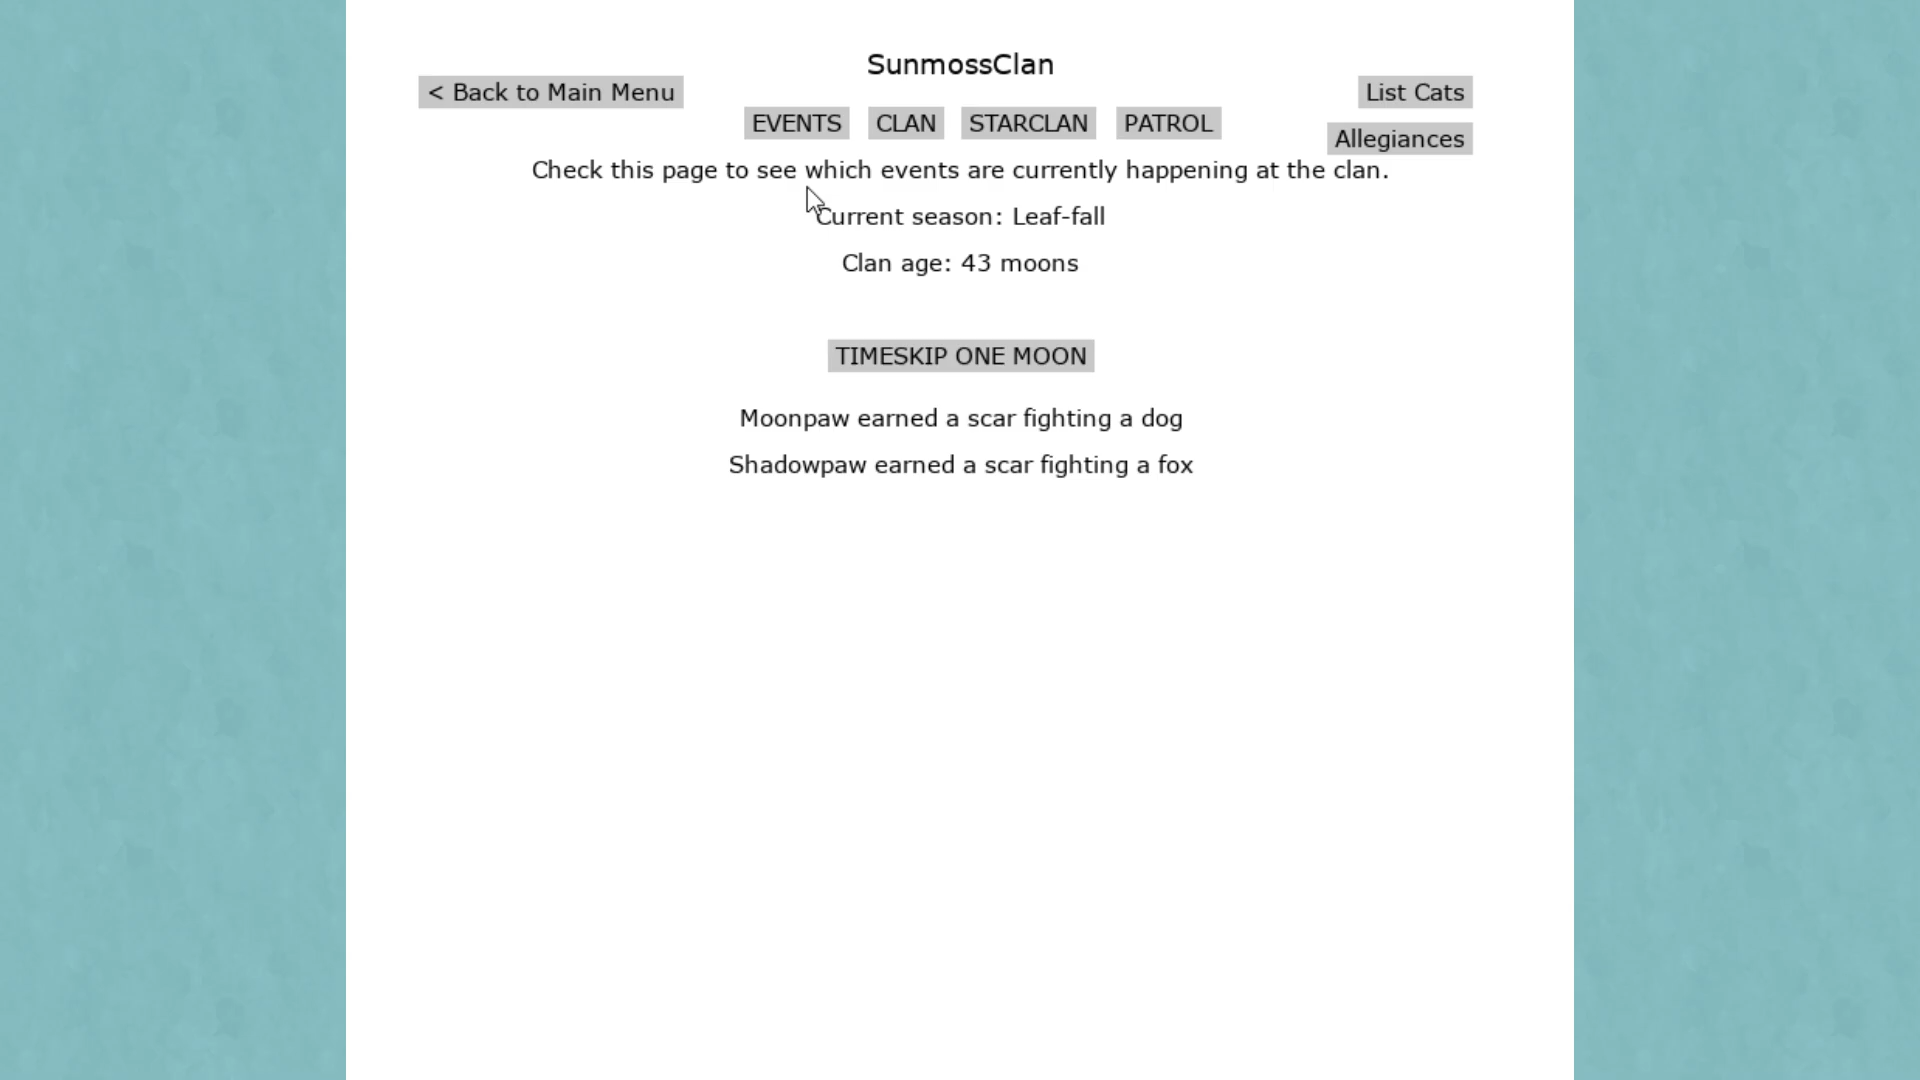 SunmossClan
< Back to Main Menu
List Cats
EVENTS CLAN STARCLAN PATROL
Allegiances
Check this page to see which events are currently happening at the clan.
Current season: Leaf-fall
Clan age: 43 moons
TIMESKIP ONE MOON
Moonpaw earned a scar fighting a dog
Shadowpaw earned a scar fighting a fox